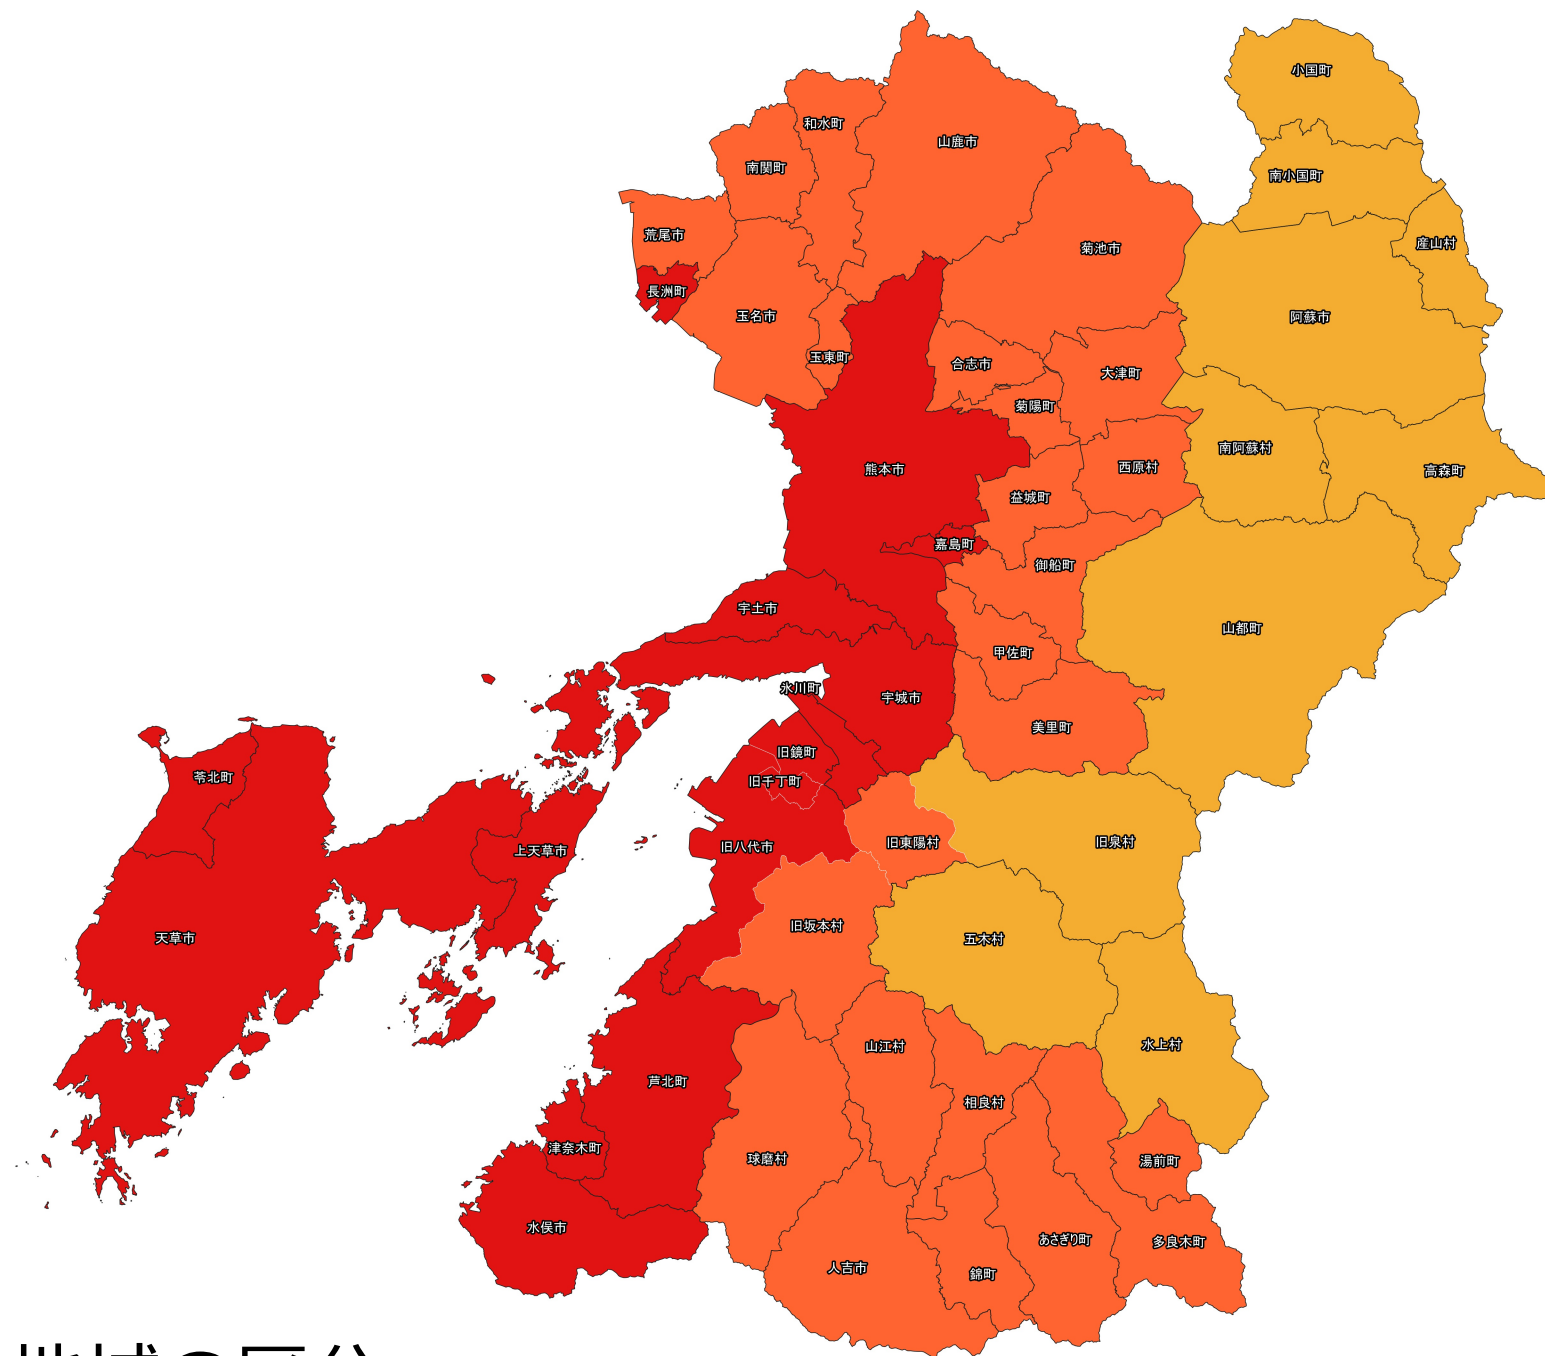 小国町
和水町
山鹿市
南関町
南小国町
荒尾市
菊池市
産山村
長洲町
玉名市
阿蘇市
玉東町
合志市
大津町
菊陽町
南阿蘇村
熊本市
西原村
高森町
益城町
嘉島町
御船町
宇土市
山都町
甲佐町
氷川町
宇城市
美里町
旧鏡町
苓北町
旧千丁町
上天草市
旧八代市
旧東陽村
旧泉村
天草市
旧坂本村
五木村
山江村
水上村
芦北町
相良村
津奈木町
球磨村
湯前町
水俣市
あさぎり町
多良木町
人吉市
錦町
地域の区分